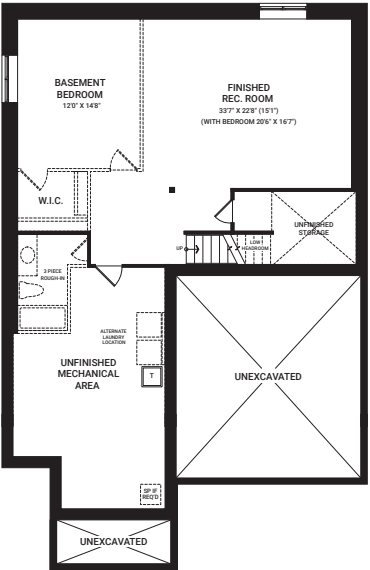 BASEMENT
BEDROOM
12'0" X 14'8"
FINISHED
REC. ROOM
33'7" X 22'8" (15'1")
(WITH BEDROOM 20'6" X 16'7")
W.I.C.
UNFINISHED
STORAGE
UP
LOW
HEADROOM
3 PIECE
ROUGH-IN
ALTERNATE
LAUNDRY
LOCATION
UNFINISHED
MECHANICAL
AREA
T
UNEXCAVATED
SP IF
REQ'D
UNEXCAVATED